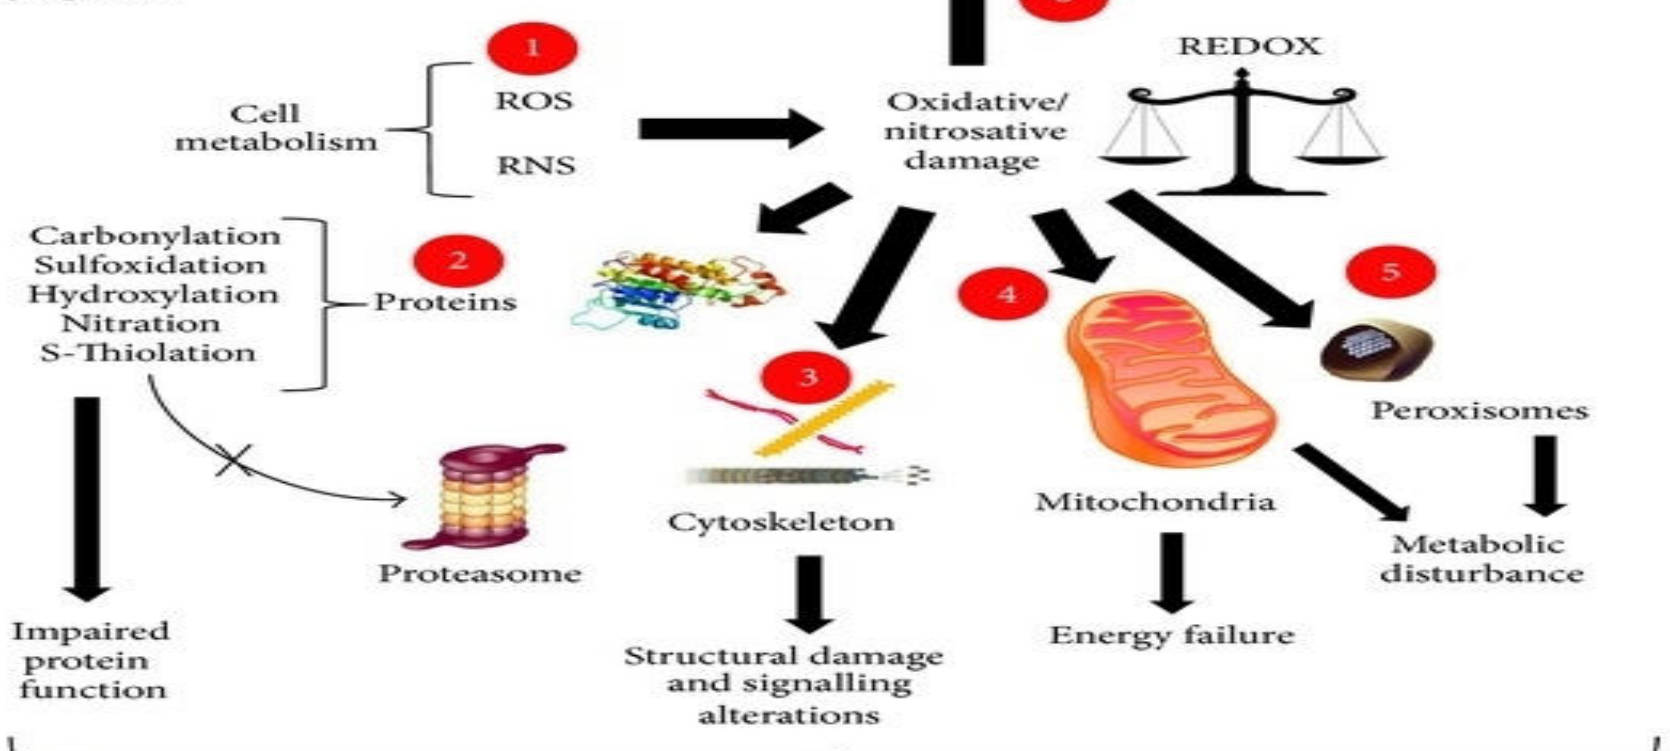 1
REDOX
ROS
Cell
metabolism
RNS
Oxidative/
nitrosative
damage
Carbonylation
Sulfoxidation
Hydroxylation
Nitration
S-Thiolation
2
Proteins
3
4
5
Peroxisomes
Mitochondria
Cytoskeleton
Proteasome
Metabolic
disturbance
Impaired
protein
function
Energy failure
Structural damage
and signalling
alterations